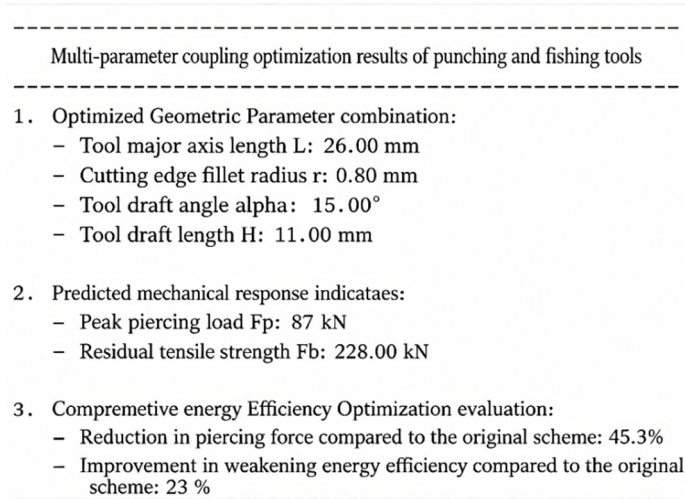 Multi-parameter coupling optimization results of punching and fishing tools
1. Optimized Geometric Parameter combination:
– Tool major axis length L: 26.00 mm
– Cutting edge fillet radius r: 0.80 mm
– Tool draft angle alpha: 15.00°
– Tool draft length H: 11.00 mm
2. Predicted mechanical response indicataes:
– Peak piercing load Fp: 87 kN
– Residual tensile strength Fb: 228.00 kN
3. Compremetive energy Efficiency Optimization evaluation:
– Reduction in piercing force compared to the original scheme: 45.3%
– Improvement in weakening energy efficiency compared to the original
scheme: 23 %